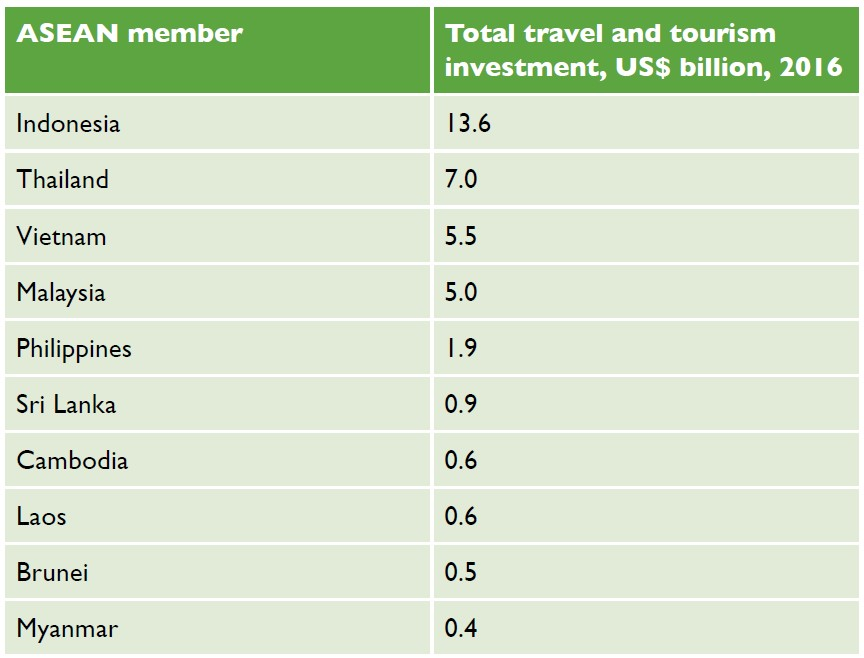 ASEAN member
Total travel and tourism
investment, US$ billion, 2016
Indonesia
13.6
Thailand
7.0
Vietnam
5.5
Malaysia
5.0
Philippines
1.9
Sri Lanka
0.9
Cambodia
0.6
Laos
0.6
Brunei
0.5
Myanmar
0.4